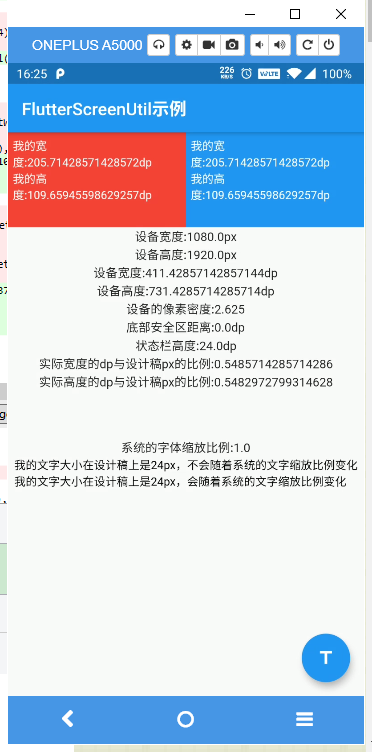 ONEPLUS A5000
16:25 226 KB/S VoLTE 100%
FlutterScreenUtil示例
我的宽
度:205.71428571428572dp
我的高
度:109.65945598629257dp
我的宽
度:205.71428571428572dp
我的高
度:109.65945598629257dp
设备宽度:1080.0px
设备高度:1920.0px
设备宽度:411.42857142857144dp
设备高度:731.4285714285714dp
设备的像素密度:2.625
底部安全区距离:0.0dp
状态栏高度:24.0dp
实际宽度的dp与设计稿px的比例:0.5485714285714286
实际高度的dp与设计稿px的比例:0.5482972799314628
系统的字体缩放比例:1.0
我的文字大小在设计稿上是24px，不会随着系统的文字缩放比例变化
我的文字大小在设计稿上是24px，会随着系统的文字缩放比例变化
T